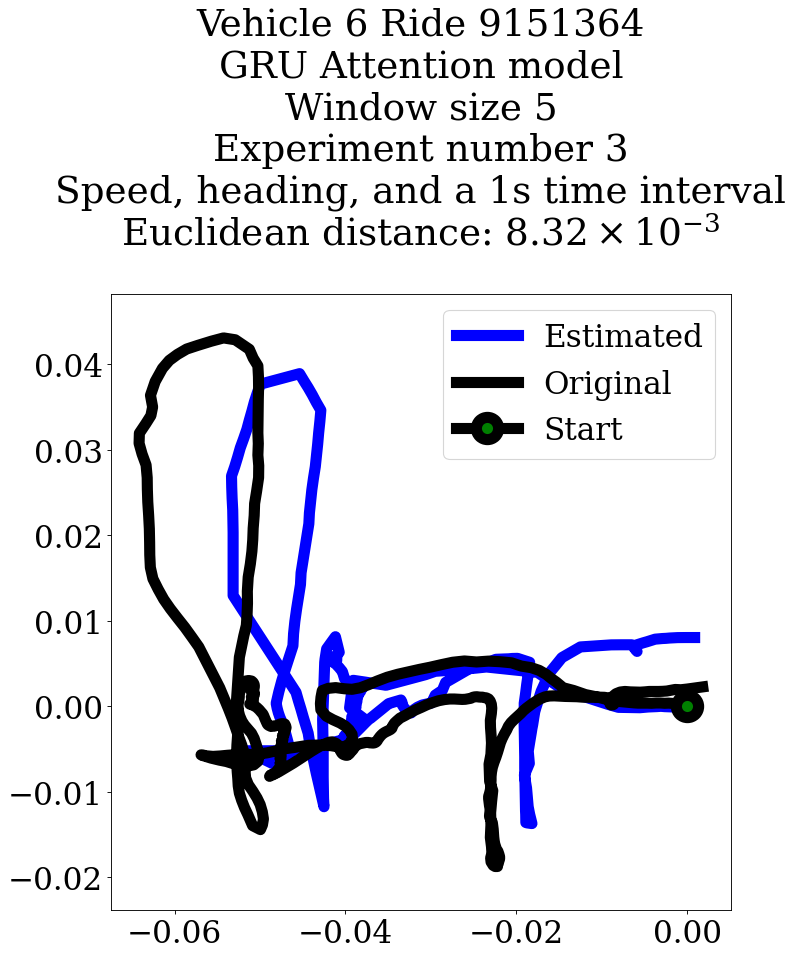 Vehicle 6 Ride 9151364
GRU Attention model
Window size 5
Experiment number 3
Speed, heading, and a 1s time interval
Euclidean distance: 8.32 × 10⁻³
Estimated
Original
Start
0.04
0.03
0.02
0.01
0.00
−0.01
−0.02
−0.06 −0.04 −0.02 0.00